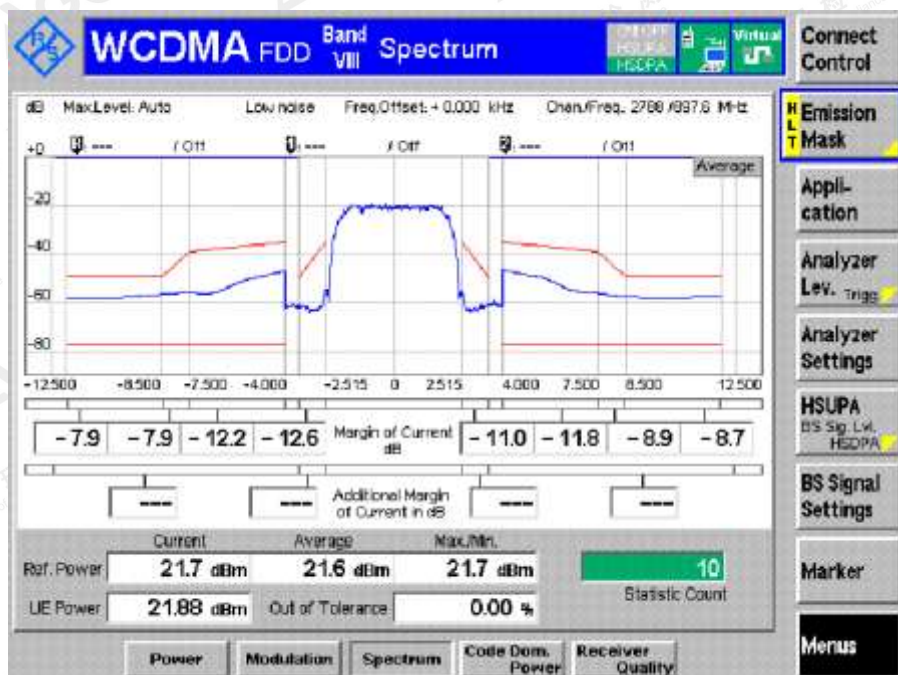 R&S
WCDMA FDD Band VIII Spectrum
HSUPA
HSDPA
Virtual
Connect Control
dB Max.Level: Auto Low noise Freq.Offset: + 0.000 kHz Chan./Freq.: 2788 /897.6 MHz
HLT Emission Mask
+0 --- / Off 1: --- / Off 2: --- / Off
Average
Appli-
cation
-20
-40
-60
-80
Analyzer
Lev. Trigg.
Analyzer
Settings
-12.500 -8.500 -7.500 -4.000 -2.515 0 2.515 4.000 7.500 8.500 12.500
HSUPA
BS Sig. Lvl.
HSDPA
-7.9 -7.9 -12.2 -12.6 Margin of Current dB -11.0 -11.8 -8.9 -8.7
BS Signal
Settings
--- --- Additional Margin of Current in dB --- ---
Current Average Max./Min.
Ref. Power 21.7 dBm 21.6 dBm 21.7 dBm 10
Statistic Count
Marker
UE Power 21.88 dBm Out of Tolerance 0.00 %
Menus
Power Modulation Spectrum Code Dom. Power Receiver Quality